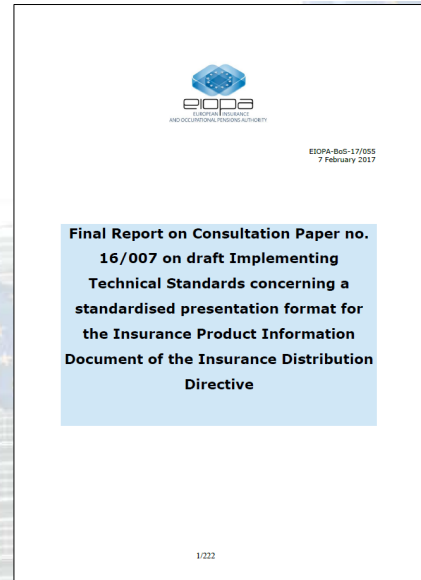 eiopa
EUROPEAN INSURANCE
AND OCCUPATIONAL PENSIONS AUTHORITY
EIOPA-BoS-17/055
7 February 2017
Final Report on Consultation Paper no.
16/007 on draft Implementing
Technical Standards concerning a
standardised presentation format for
the Insurance Product Information
Document of the Insurance Distribution
Directive
1/222